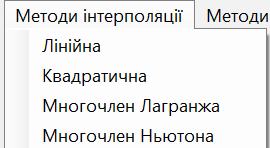 Методи інтерполяції Методи
Лінійна
Квадратична
Многочлен Лагранжа
Многочлен Ньютона